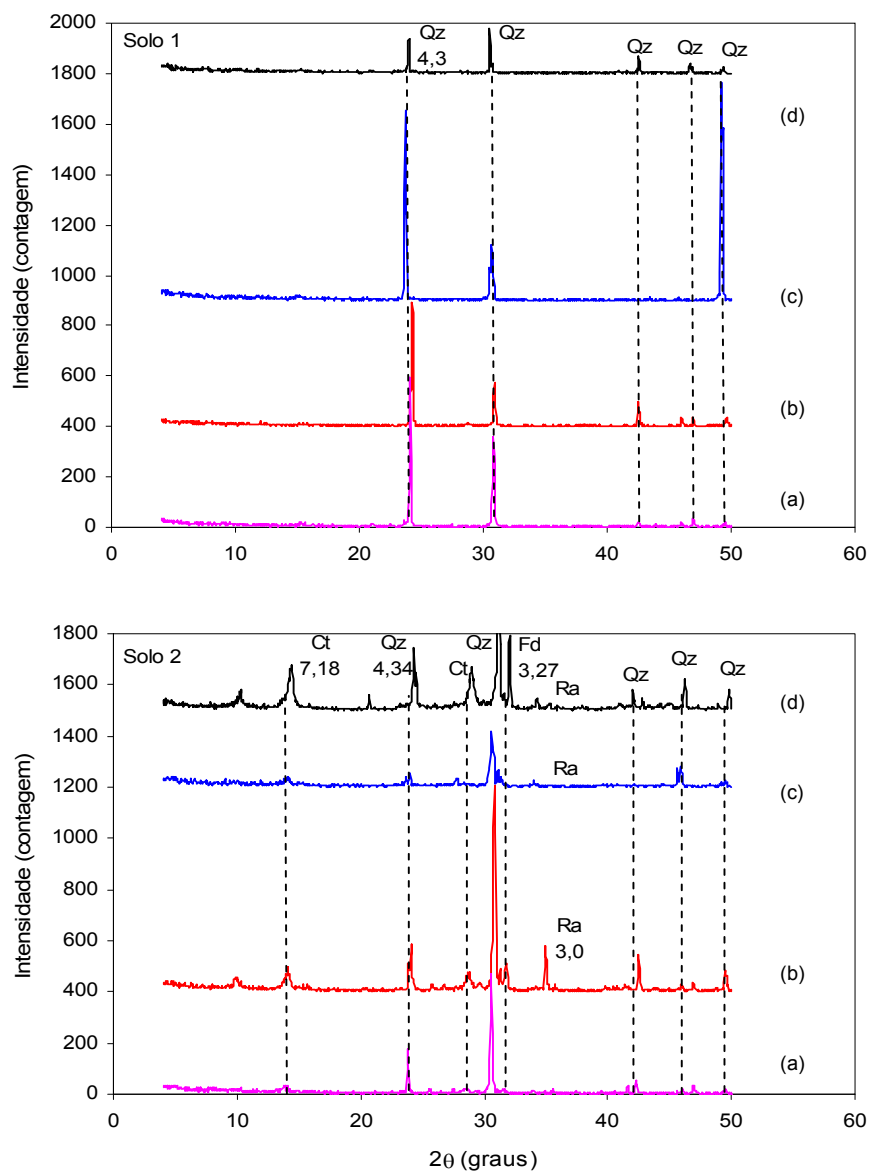 2000
Solo 1
Qz
4,3
Qz
Qz
Qz
Qz
1800
1600
(d)
1400
1200
1000
(c)
800
600
(b)
400
200
(a)
0
0 10 20 30 40 50 60
Intensidade (contagem)
1800
Solo 2
Ct
7,18
Qz
4,34
Ct
Qz
Fd
3,27
Ra
Qz
Qz
Qz
1600
(d)
1400
Ra
1200
(c)
1000
800
Ra
3,0
600
(b)
400
200
(a)
0
0 10 20 30 40 50 60
Intensidade (contagem)
2θ (graus)